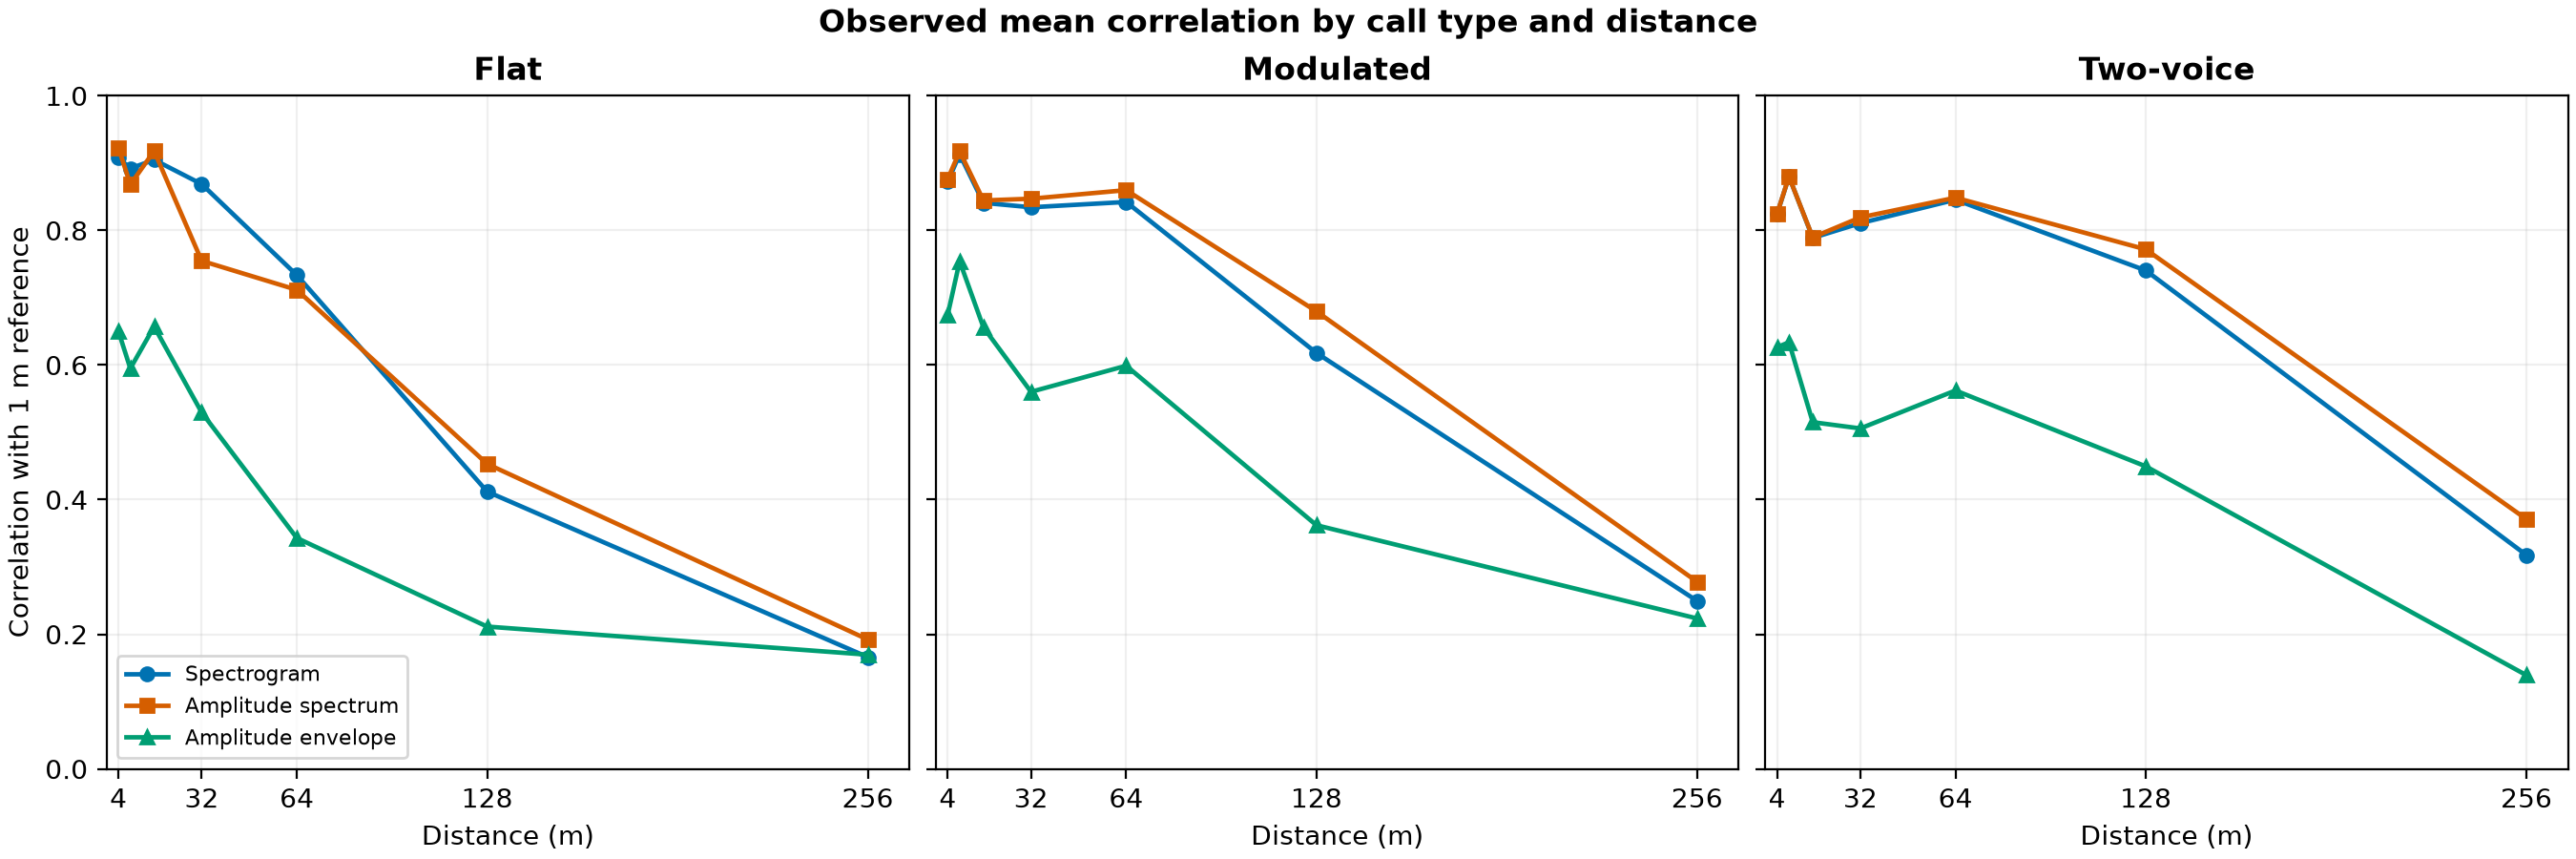 Observed mean correlation by call type and distance
Flat
Modulated
Two-voice
Correlation with 1 m reference
1.0
0.8
0.6
0.4
0.2
0.0
Spectrogram
Amplitude spectrum
Amplitude envelope
4 32 64 128 256
4 32 64 128 256
4 32 64 128 256
Distance (m)
Distance (m)
Distance (m)